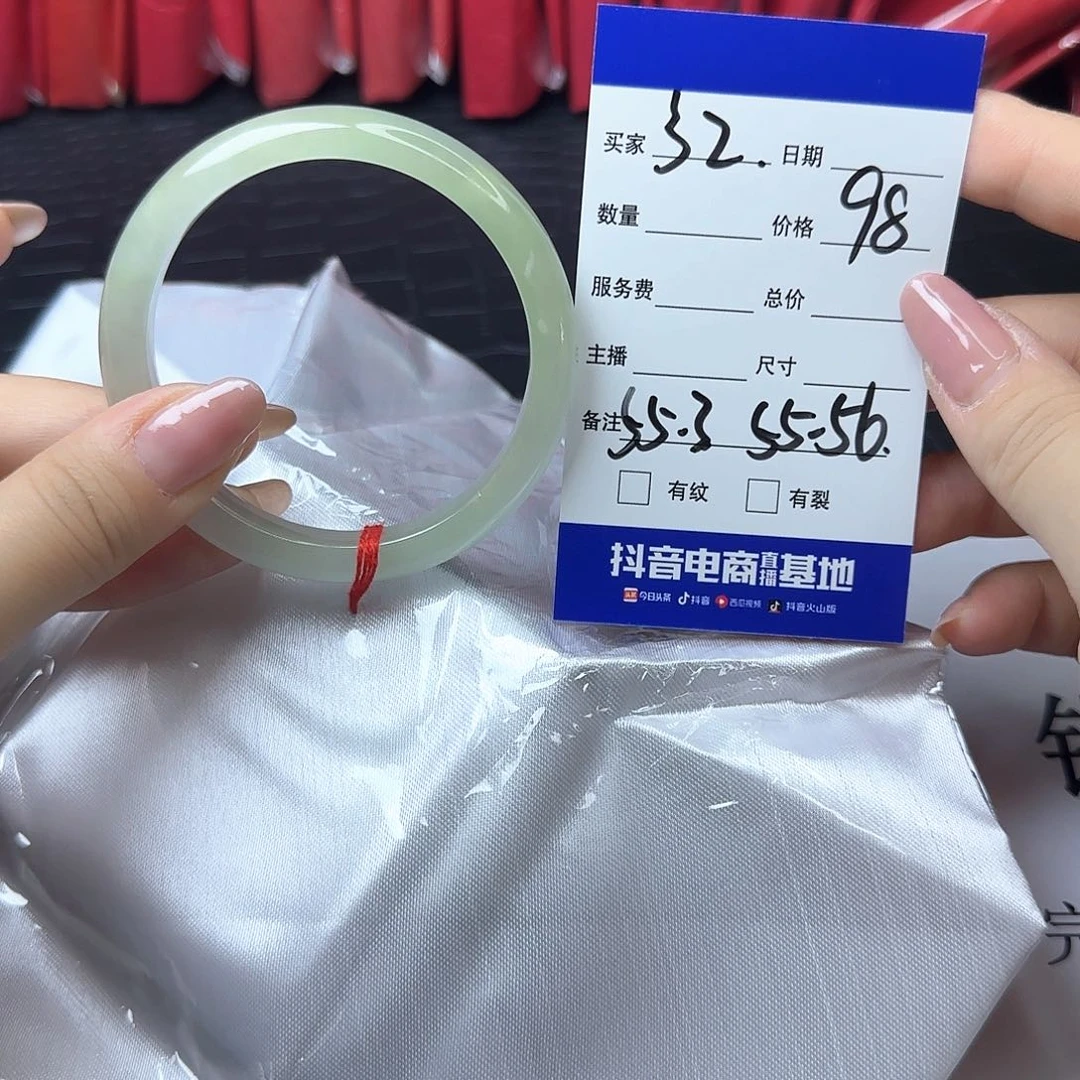 买家 32. 日期
数量 价格 98
服务费 总价
主播 尺寸
备注 55.3 55-56.
有纹 有裂
抖音电商直播基地
今日头条 抖音 西瓜视频 抖音火山版